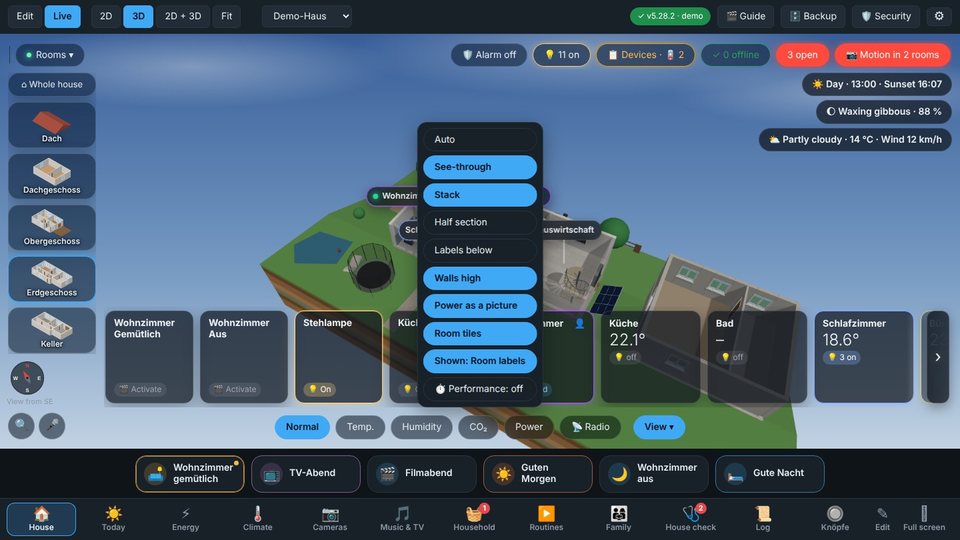 Edit Live 2D 3D 2D + 3D Fit Demo-Haus ✓ v5.28.2 · demo Guide Backup Security
Rooms ▾ Alarm off 11 on Devices · 2 ✓ 0 offline 3 open Motion in 2 rooms
⌂ Whole house
Day · 13:00 · Sunset 16:07
Waxing gibbous · 88 %
Partly cloudy · 14 °C · Wind 12 km/h
Dach
Dachgeschoss
Obergeschoss
Erdgeschoss
Keller
Auto
See-through
Stack
Half section
Labels below
Walls high
Power as a picture
Room tiles
Shown: Room labels
Performance: off
Wohnzimmer
Gemütlich
Activate
Wohnzimmer
Aus
Activate
Stehlampe
On
Küche
22.1°
off
Bad
–
off
Schlafzimmer
18.6°
3 on
N
E
S
W
View from SE
Normal Temp. Humidity CO₂ Power Radio View ▾
Wohnzimmer
gemütlich
TV-Abend
Filmabend
Guten
Morgen
Wohnzimmer
aus
Gute Nacht
House Today Energy Climate Cameras Music & TV Household 1 Routines Family House check 2 Log Knöpfe Edit Full screen